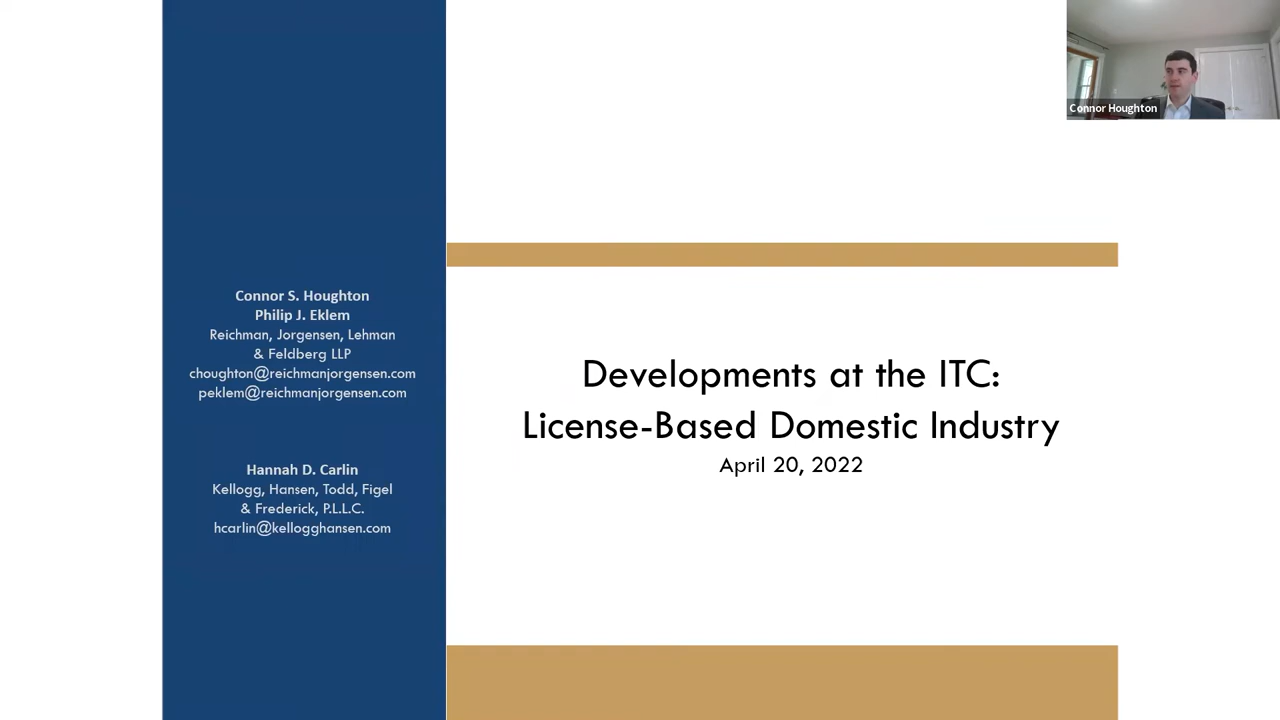 Connor Houghton
Connor S. Houghton
Philip J. Eklem
Reichman, Jorgensen, Lehman
& Feldberg LLP
choughton@reichmanjorgensen.com
peklem@reichmanjorgensen.com
Hannah D. Carlin
Kellogg, Hansen, Todd, Figel
& Frederick, P.L.L.C.
hcarlin@kellogghansen.com
Developments at the ITC:
License-Based Domestic Industry
April 20, 2022